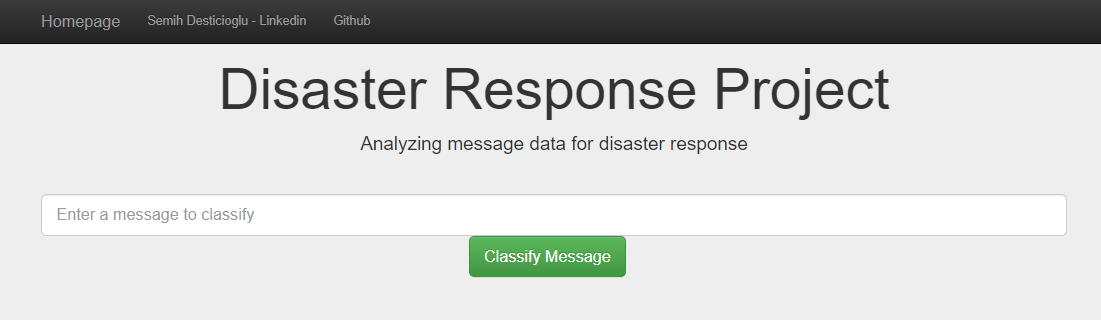 Homepage Semih Desticioglu - Linkedin Github
Disaster Response Project
Analyzing message data for disaster response
Enter a message to classify
Classify Message